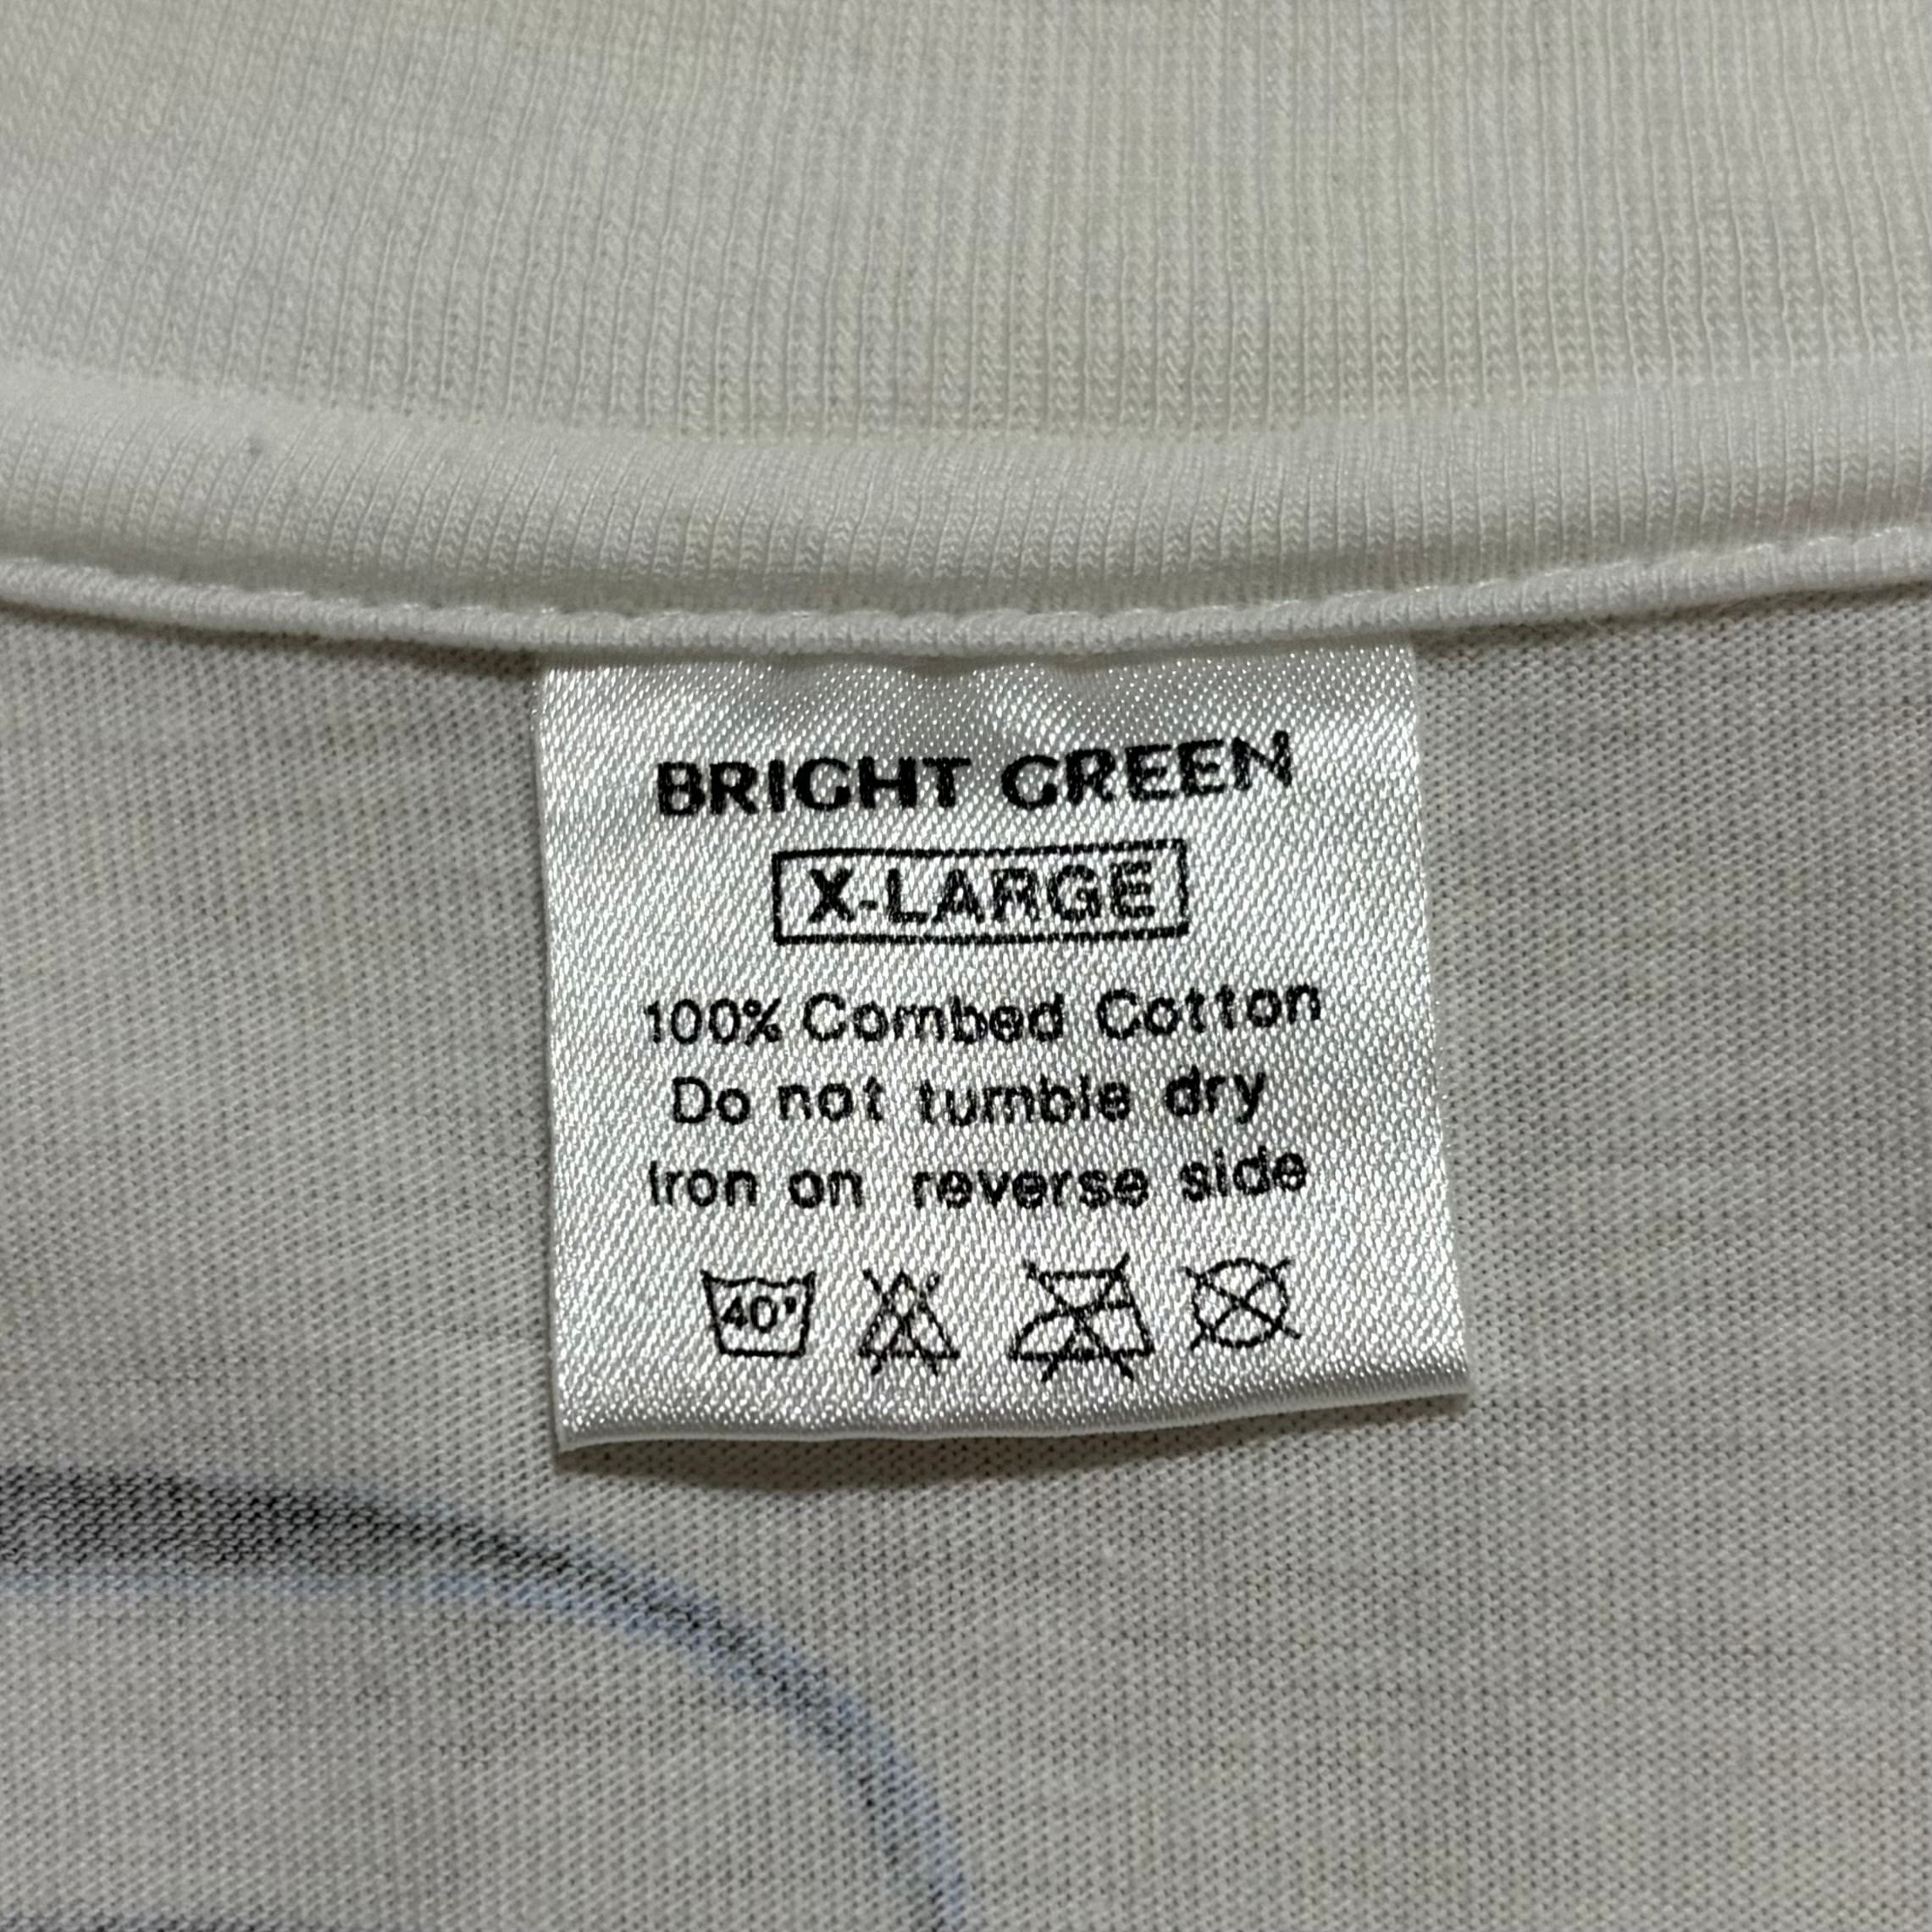 BRIGHT GREEN
X-LARGE
100% Combed Cotton
Do not tumble dry
Iron on reverse side
40°